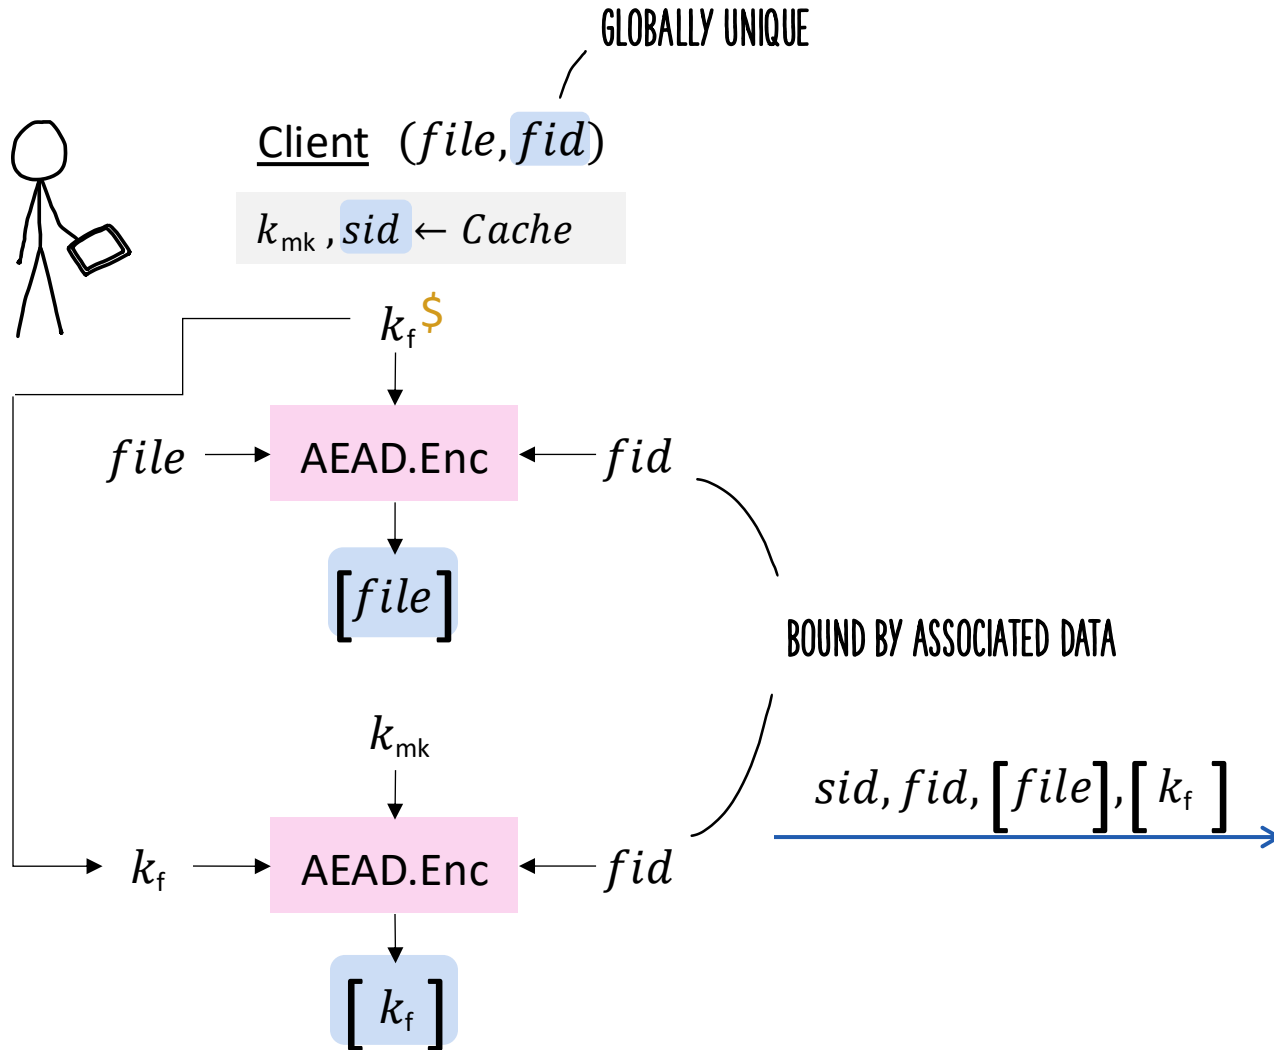 GLOBALLY UNIQUE
Client (file, fid)
k_mk , sid ← Cache
k_f $
file AEAD.Enc fid
[file]
BOUND BY ASSOCIATED DATA
k_mk
sid, fid, [file], [ k_f ]
k_f AEAD.Enc fid
[ k_f ]